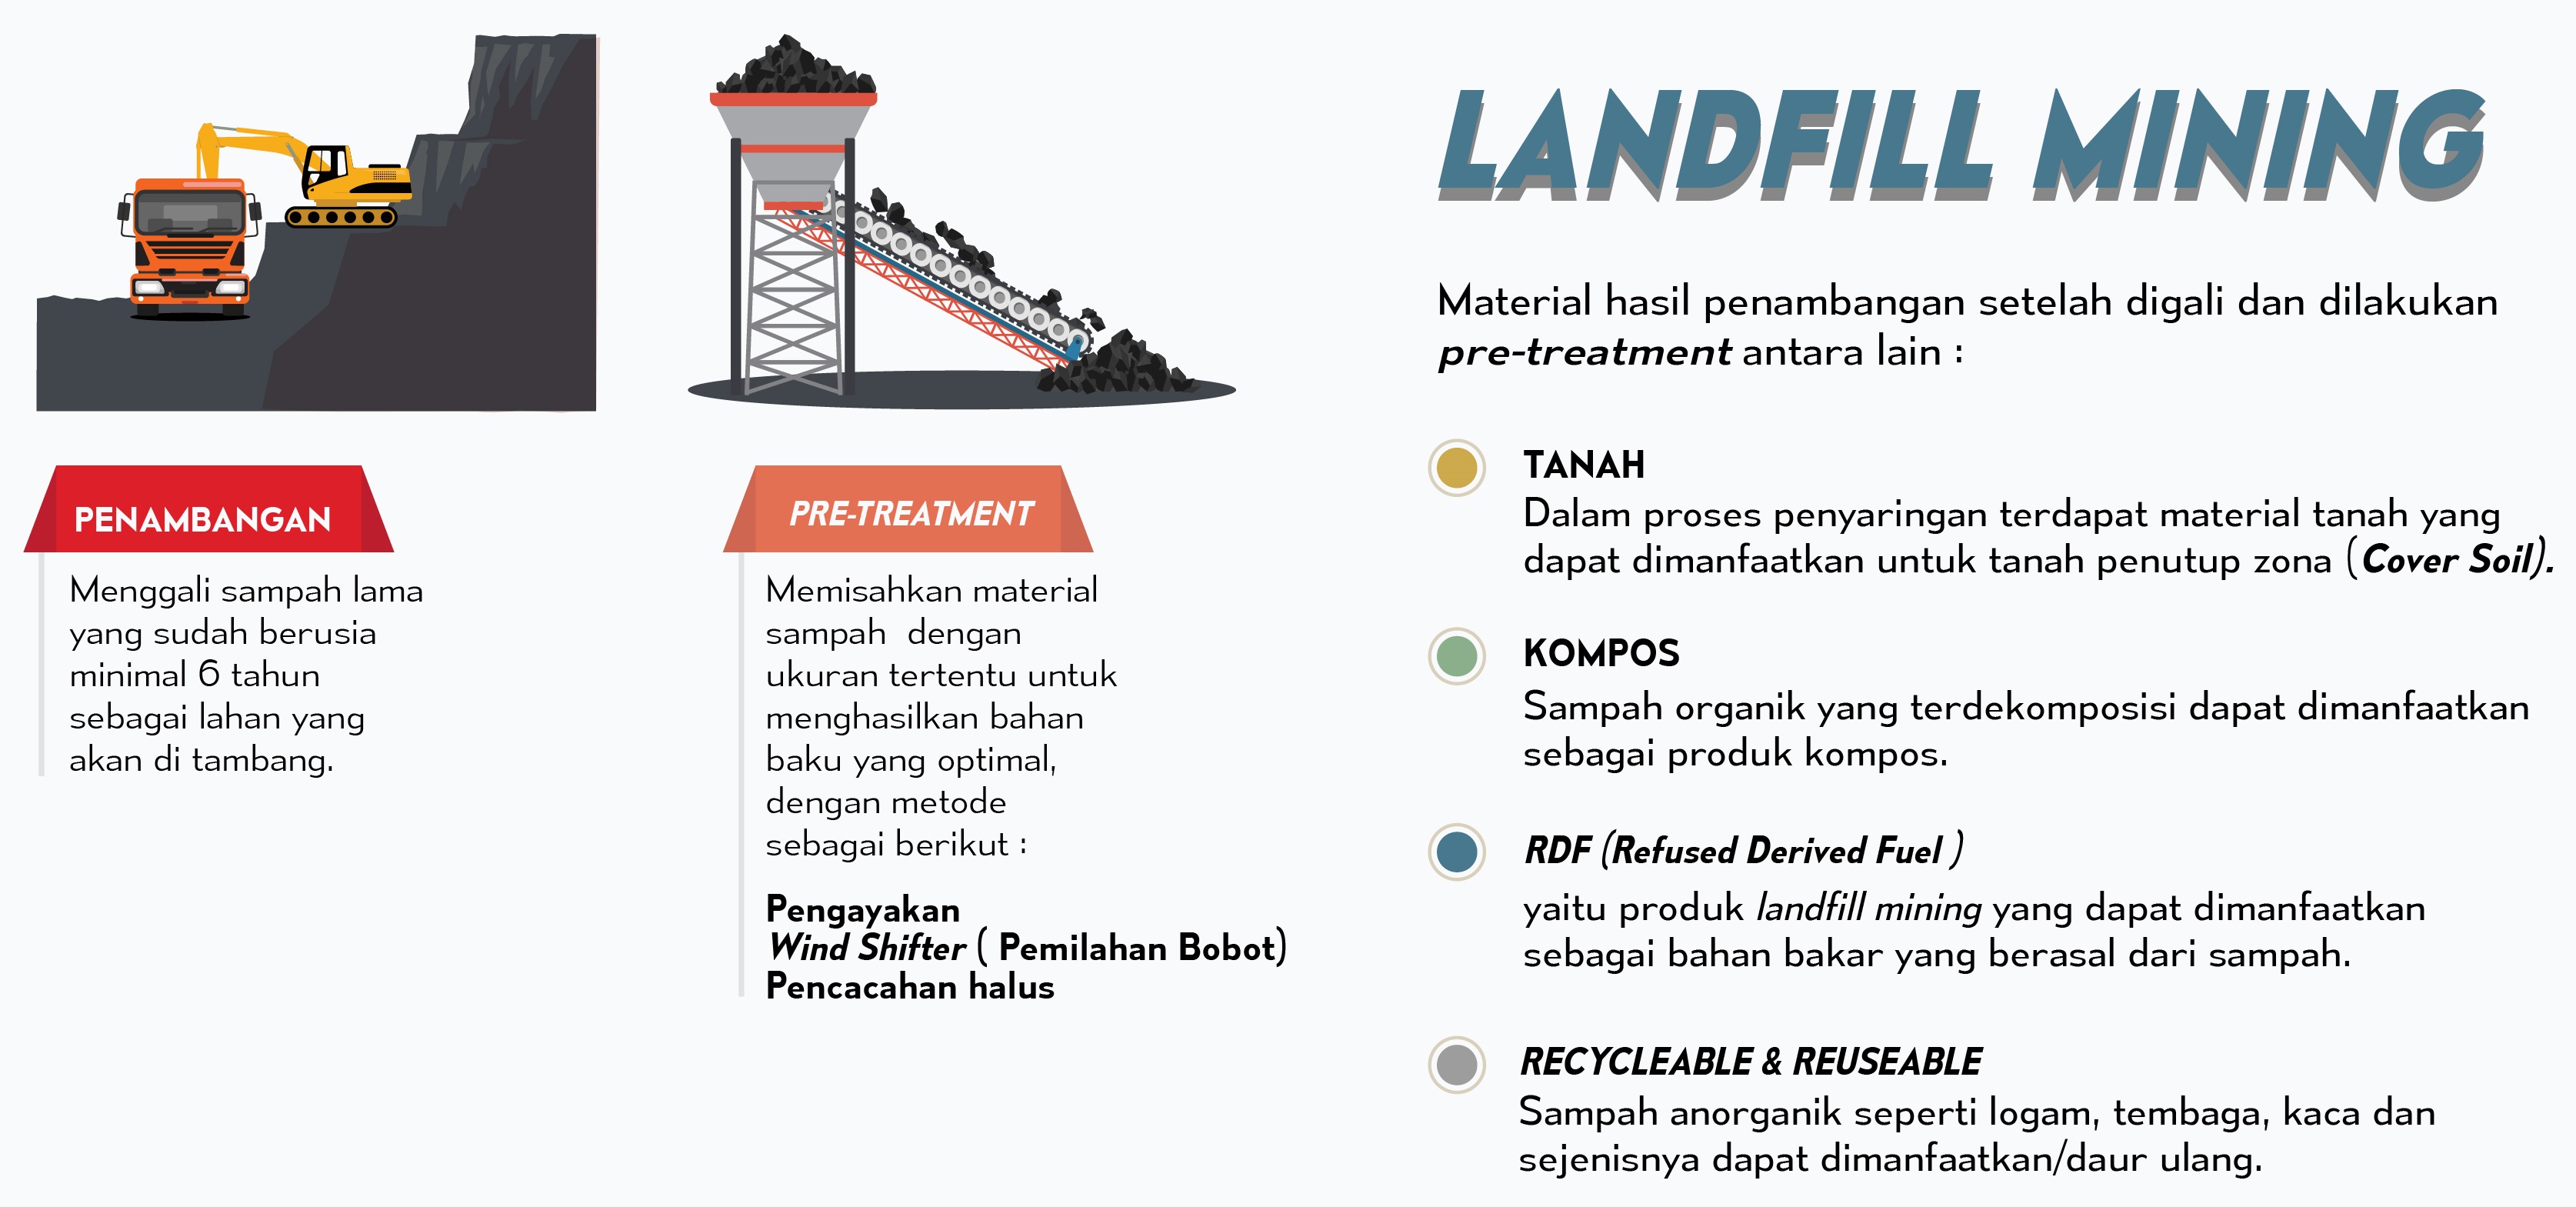 LANDFILL MINING
PENAMBANGAN
Menggali sampah lama
yang sudah berusia
minimal 6 tahun
sebagai lahan yang
akan di tambang.
PRE-TREATMENT
Memisahkan material
sampah dengan
ukuran tertentu untuk
menghasilkan bahan
baku yang optimal,
dengan metode
sebagai berikut :
Pengayakan
Wind Shifter ( Pemilahan Bobot)
Pencacahan halus
Material hasil penambangan setelah digali dan dilakukan
pre-treatment antara lain :
TANAH
Dalam proses penyaringan terdapat material tanah yang
dapat dimanfaatkan untuk tanah penutup zona (Cover Soil).
KOMPOS
Sampah organik yang terdekomposisi dapat dimanfaatkan
sebagai produk kompos.
RDF (Refused Derived Fuel )
yaitu produk landfill mining yang dapat dimanfaatkan
sebagai bahan bakar yang berasal dari sampah.
RECYCLEABLE & REUSEABLE
Sampah anorganik seperti logam, tembaga, kaca dan
sejenisnya dapat dimanfaatkan/daur ulang.